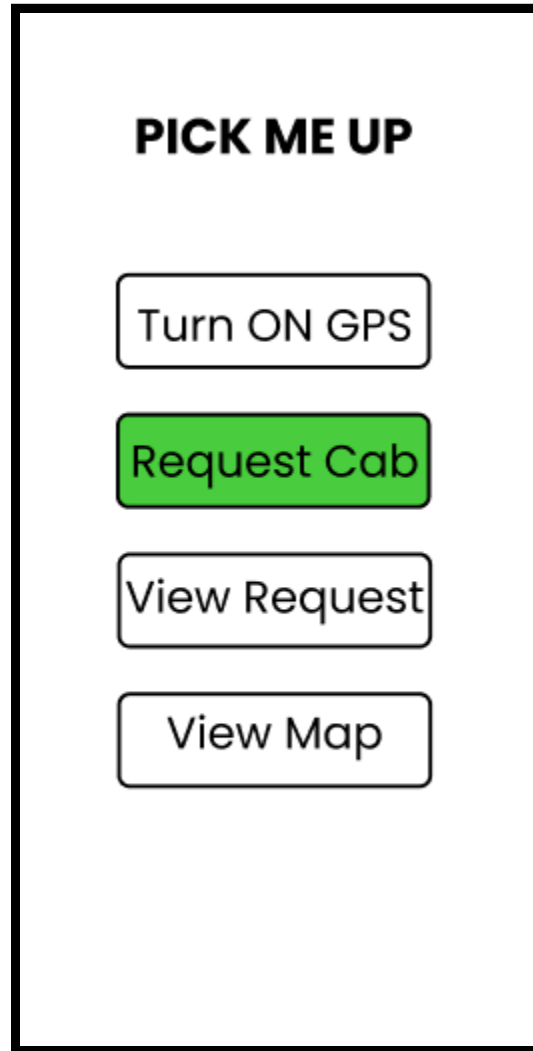 PICK ME UP
Turn ON GPS
Request Cab
View Request
View Map